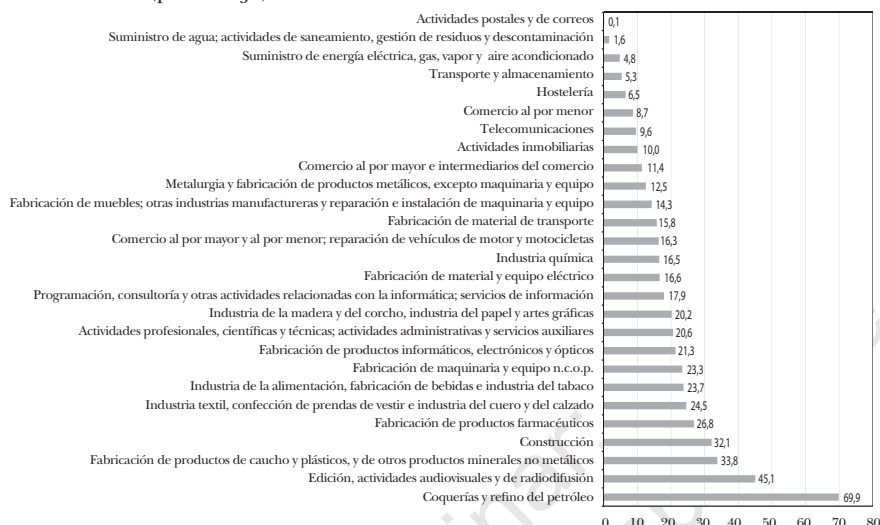 Actividades postales y de correos 0,1
Suministro de agua; actividades de saneamiento, gestión de residuos y descontaminación 1,6
Suministro de energía eléctrica, gas, vapor y aire acondicionado 4,8
Transporte y almacenamiento 5,3
Hostelería 6,5
Comercio al por menor 8,7
Telecomunicaciones 9,6
Actividades inmobiliarias 10,0
Comercio al por mayor e intermediarios del comercio 11,4
Metalurgia y fabricación de productos metálicos, excepto maquinaria y equipo 12,5
Fabricación de muebles; otras industrias manufactureras y reparación e instalación de maquinaria y equipo 14,3
Fabricación de material de transporte 15,8
Comercio al por mayor y al por menor; reparación de vehículos de motor y motocicletas 16,3
Industria química 16,5
Fabricación de material y equipo eléctrico 16,6
Programación, consultoría y otras actividades relacionadas con la informática; servicios de información 17,9
Industria de la madera y del corcho, industria del papel y artes gráficas 20,2
Actividades profesionales, científicas y técnicas; actividades administrativas y servicios auxiliares 20,6
Fabricación de productos informáticos, electrónicos y ópticos 21,3
Fabricación de maquinaria y equipo n.c.o.p. 23,3
Industria de la alimentación, fabricación de bebidas e industria del tabaco 23,7
Industria textil, confección de prendas de vestir e industria del cuero y del calzado 24,5
Fabricación de productos farmacéuticos 26,8
Construcción 32,1
Fabricación de productos de caucho y plásticos, y de otros productos minerales no metálicos 33,8
Edición, actividades audiovisuales y de radiodifusión 45,1
Coquerías y refino del petróleo 69,9
0 10 20 30 40 50 60 70 80